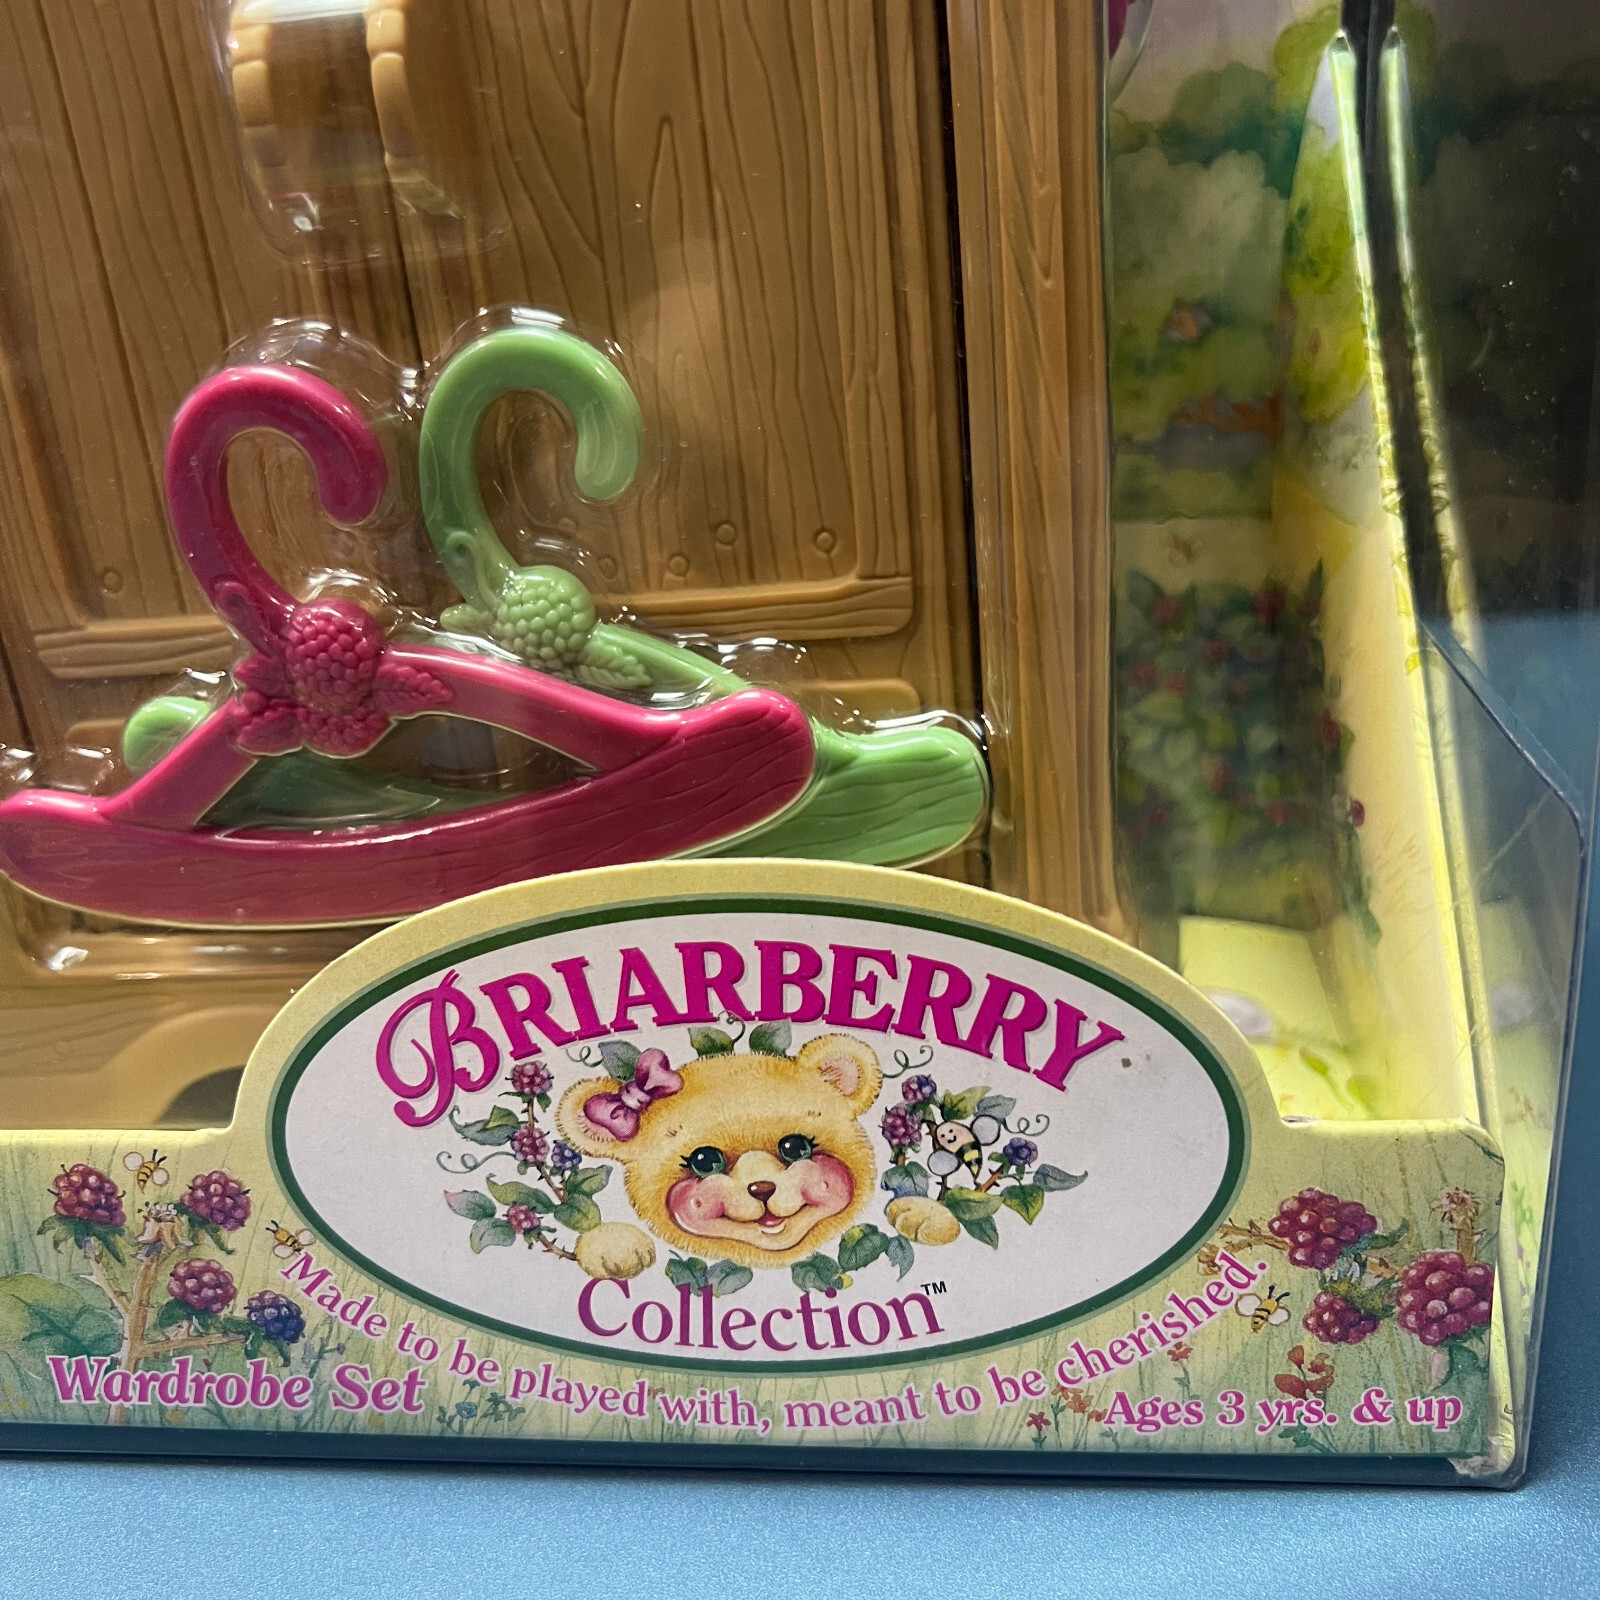 BRIARBERRY
Collection™
Made to be played with, meant to be cherished.
Wardrobe Set
Ages 3 yrs. & up